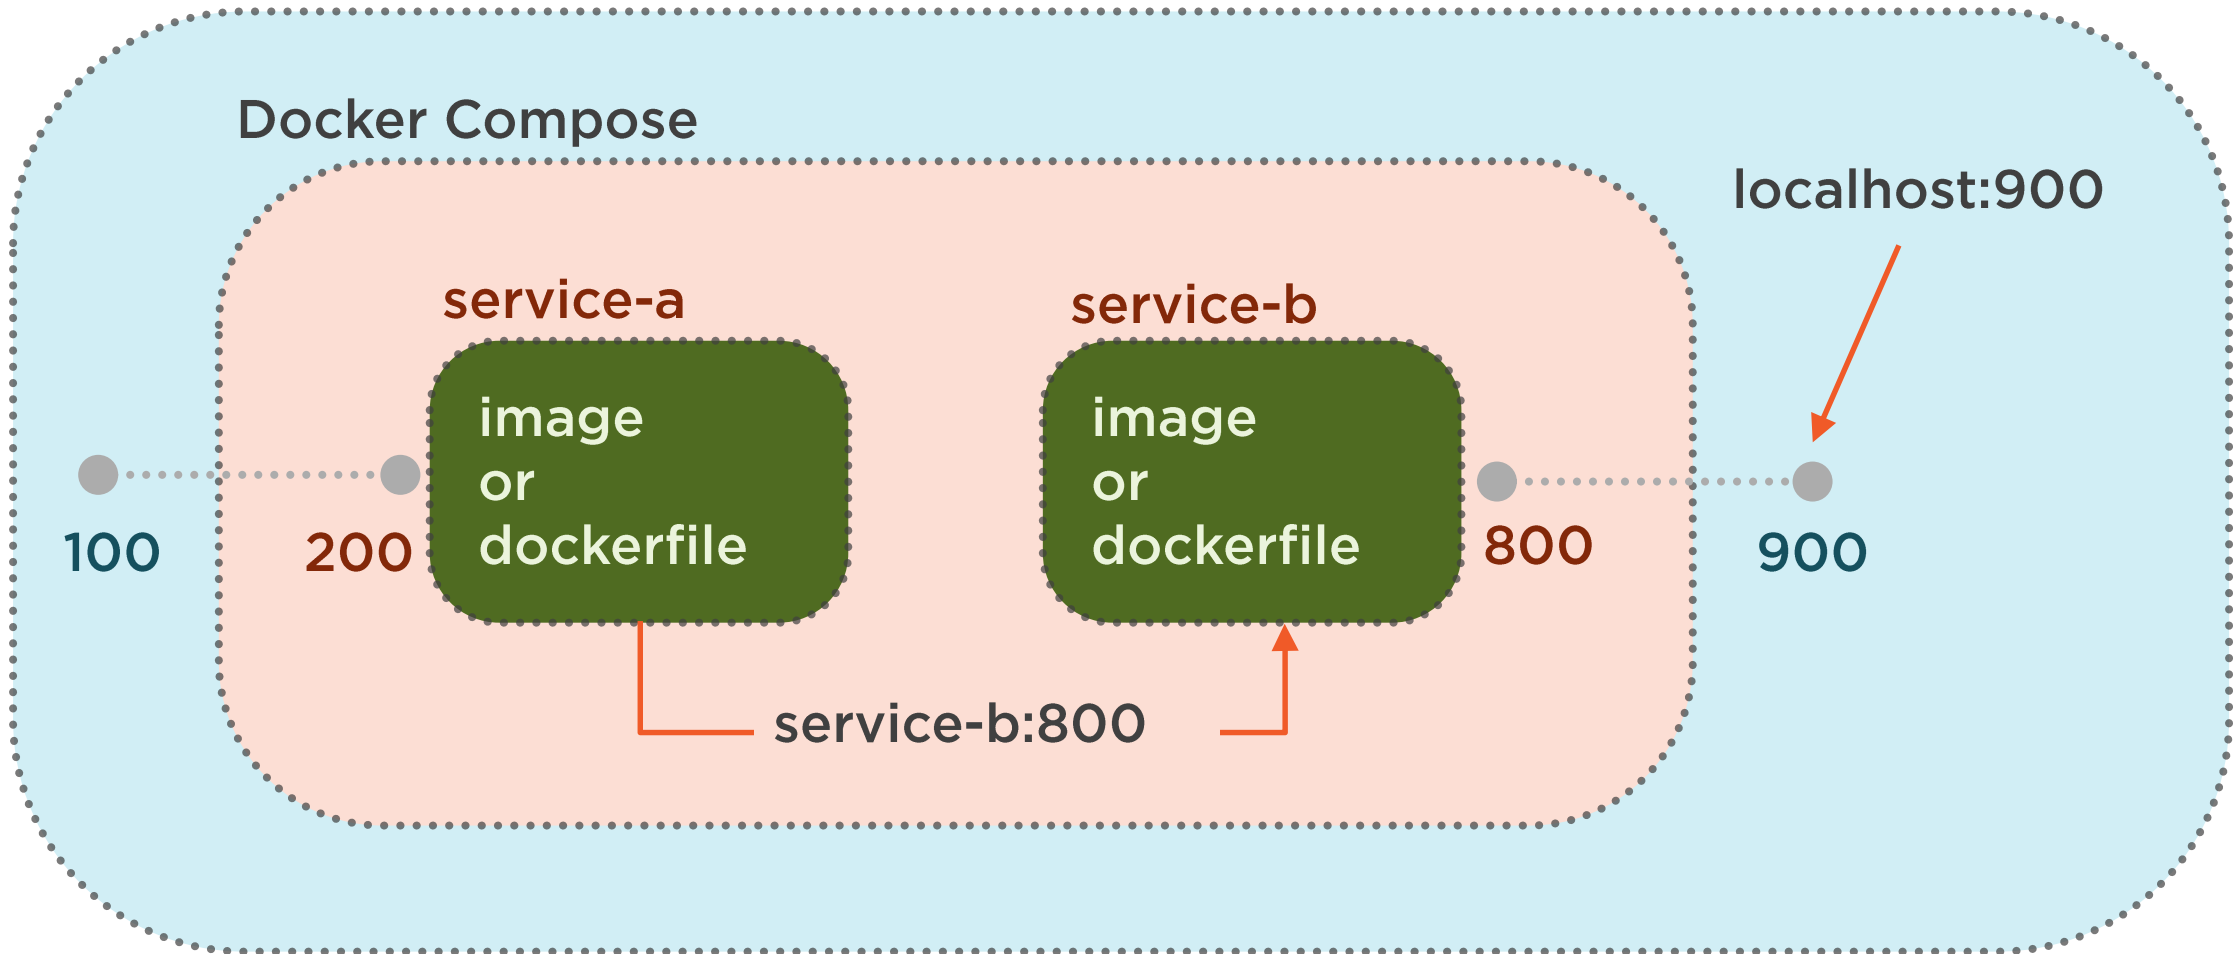 Docker Compose
localhost:900
service-a
service-b
image
or
dockerfile
image
or
dockerfile
100
200
800
900
service-b:800